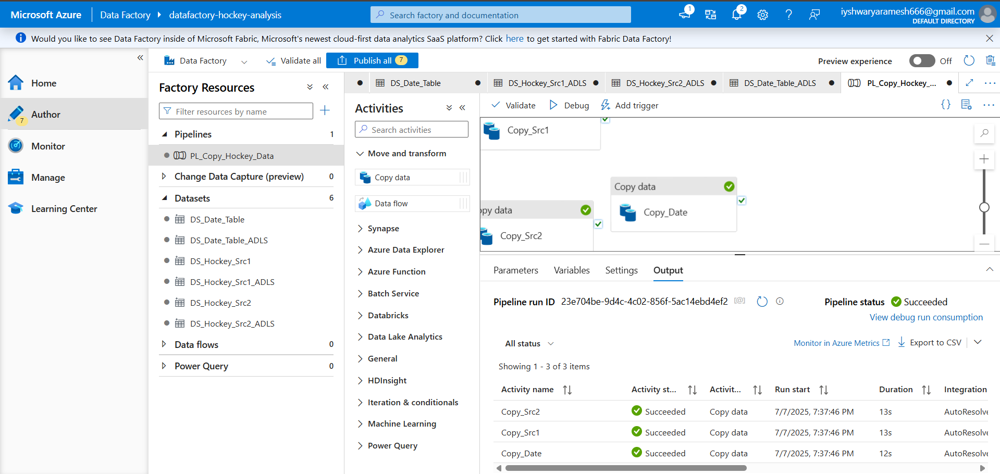 Microsoft Azure
Data Factory
datafactory-hockey-analysis
Search factory and documentation
1
2
iyshwaryaramesh666@gmail.com
DEFAULT DIRECTORY
Would you like to see Data Factory inside of Microsoft Fabric, Microsoft's newest cloud-first data analytics SaaS platform? Click here to get started with Fabric Data Factory!
Home
Author
7
Monitor
Manage
Learning Center
Data Factory
Validate all
Publish all 7
Preview experience
Off
Factory Resources
Filter resources by name
Pipelines 1
PL_Copy_Hockey_Data
Change Data Capture (preview) 0
Datasets 6
DS_Date_Table
DS_Date_Table_ADLS
DS_Hockey_Src1
DS_Hockey_Src1_ADLS
DS_Hockey_Src2
DS_Hockey_Src2_ADLS
Data flows 0
Power Query 0
DS_Date_Table
DS_Hockey_Src1_ADLS
DS_Hockey_Src2_ADLS
DS_Date_Table_ADLS
PL_Copy_Hockey_...
Activities
Search activities
Move and transform
Copy data
Data flow
Synapse
Azure Data Explorer
Azure Function
Batch Service
Databricks
Data Lake Analytics
General
HDInsight
Iteration & conditionals
Machine Learning
Power Query
Validate
Debug
Add trigger
Copy_Src1
Copy data
Copy_Date
opy data
Copy_Src2
Parameters
Variables
Settings
Output
Pipeline run ID 23e704be-9d4c-4c02-856f-5ac14ebd4ef2 [@]
Pipeline status Succeeded
View debug run consumption
All status
Monitor in Azure Metrics
Export to CSV
Showing 1 - 3 of 3 items
Activity name Activity st... Activit... Run start Duration Integration
Copy_Src2 Succeeded Copy data 7/7/2025, 7:37:46 PM 13s AutoResolve
Copy_Src1 Succeeded Copy data 7/7/2025, 7:37:46 PM 13s AutoResolve
Copy_Date Succeeded Copy data 7/7/2025, 7:37:46 PM 12s AutoResolve